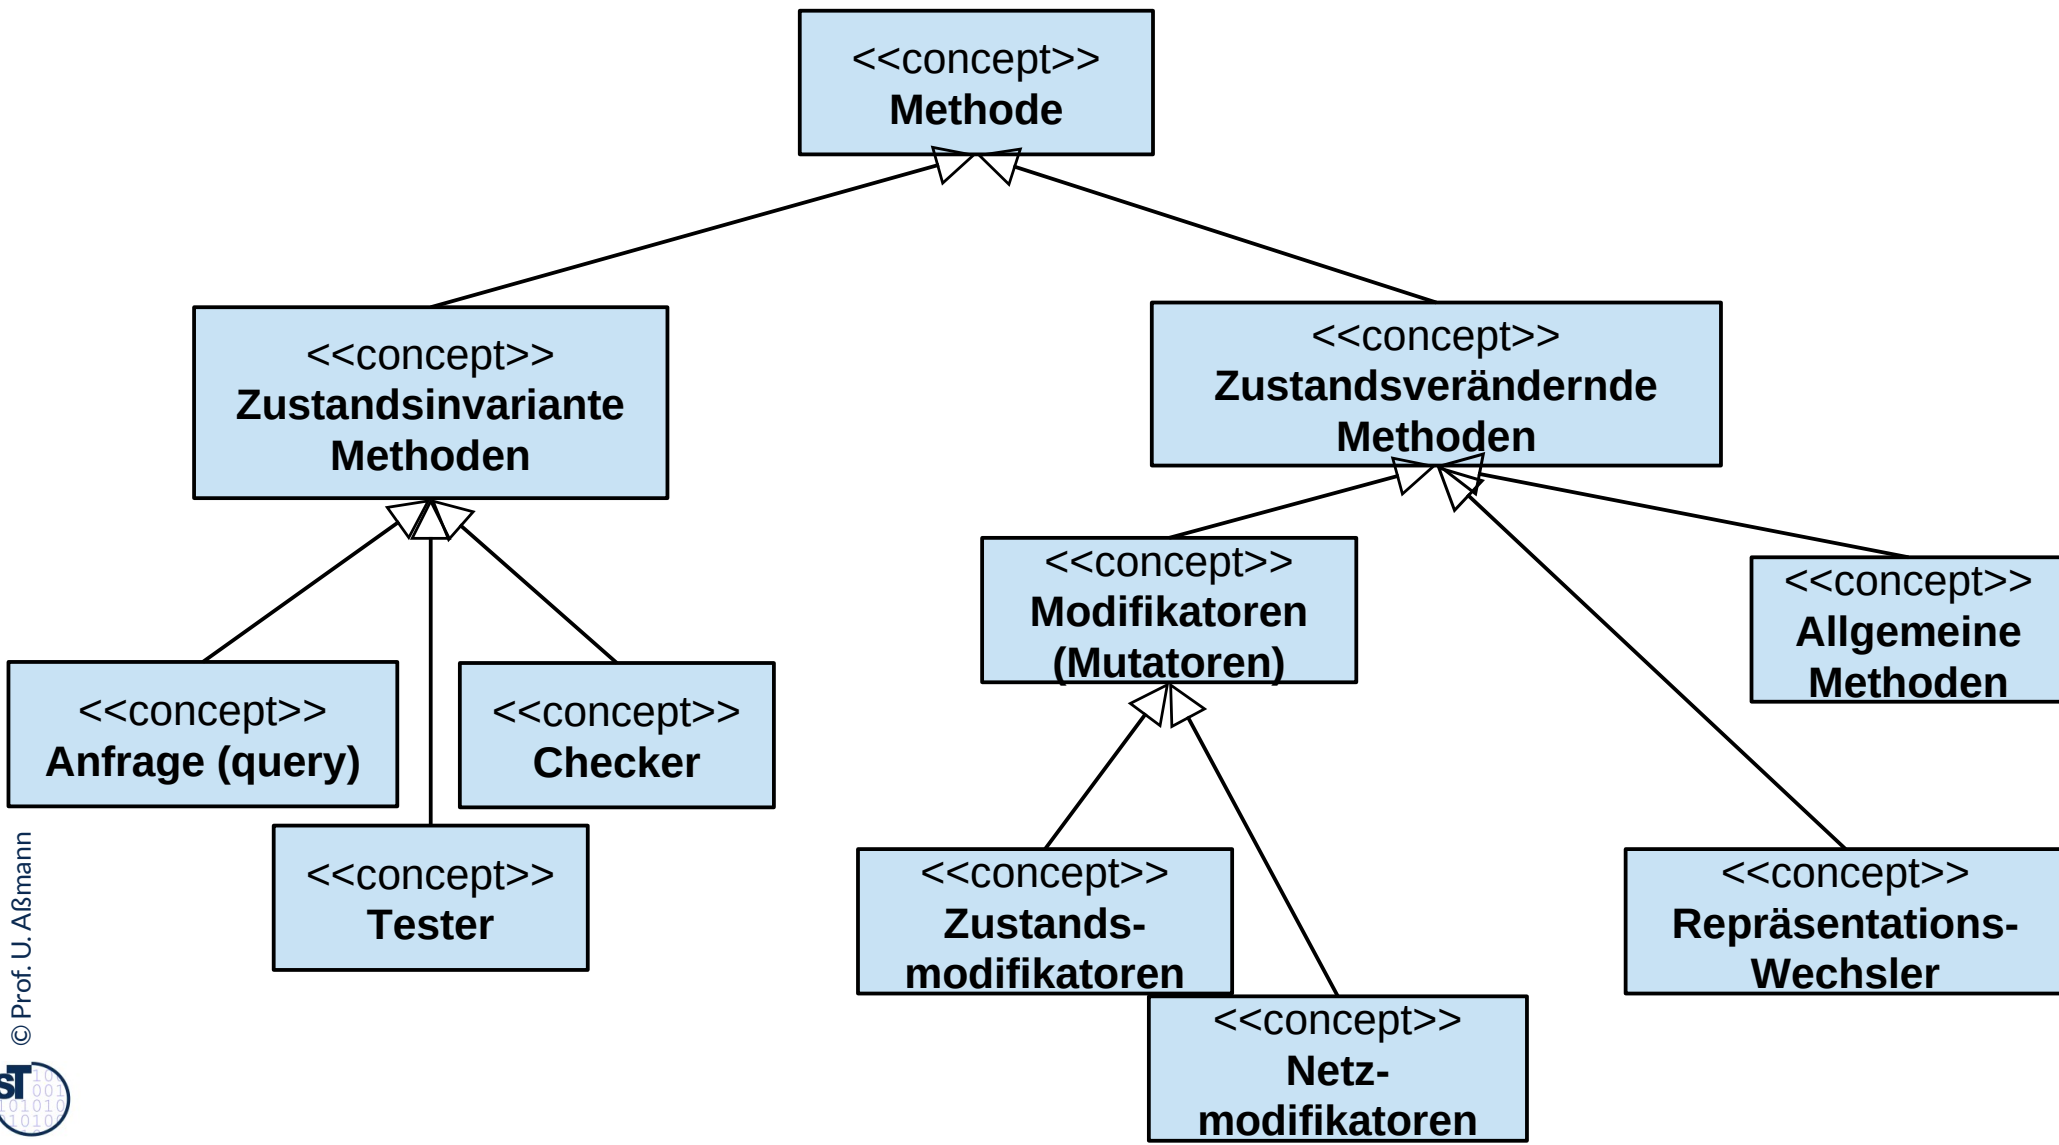 <<concept>>
Methode
<<concept>>
Zustandsinvariante
Methoden
<<concept>>
Zustandsverändernde
Methoden
<<concept>>
Modifikatoren
(Mutatoren)
<<concept>>
Allgemeine
Methoden
<<concept>>
Anfrage (query)
<<concept>>
Checker
<<concept>>
Tester
<<concept>>
Zustands-
modifikatoren
<<concept>>
Repräsentations-
Wechsler
<<concept>>
Netz-
modifikatoren
© Prof. U. Aßmann
ST